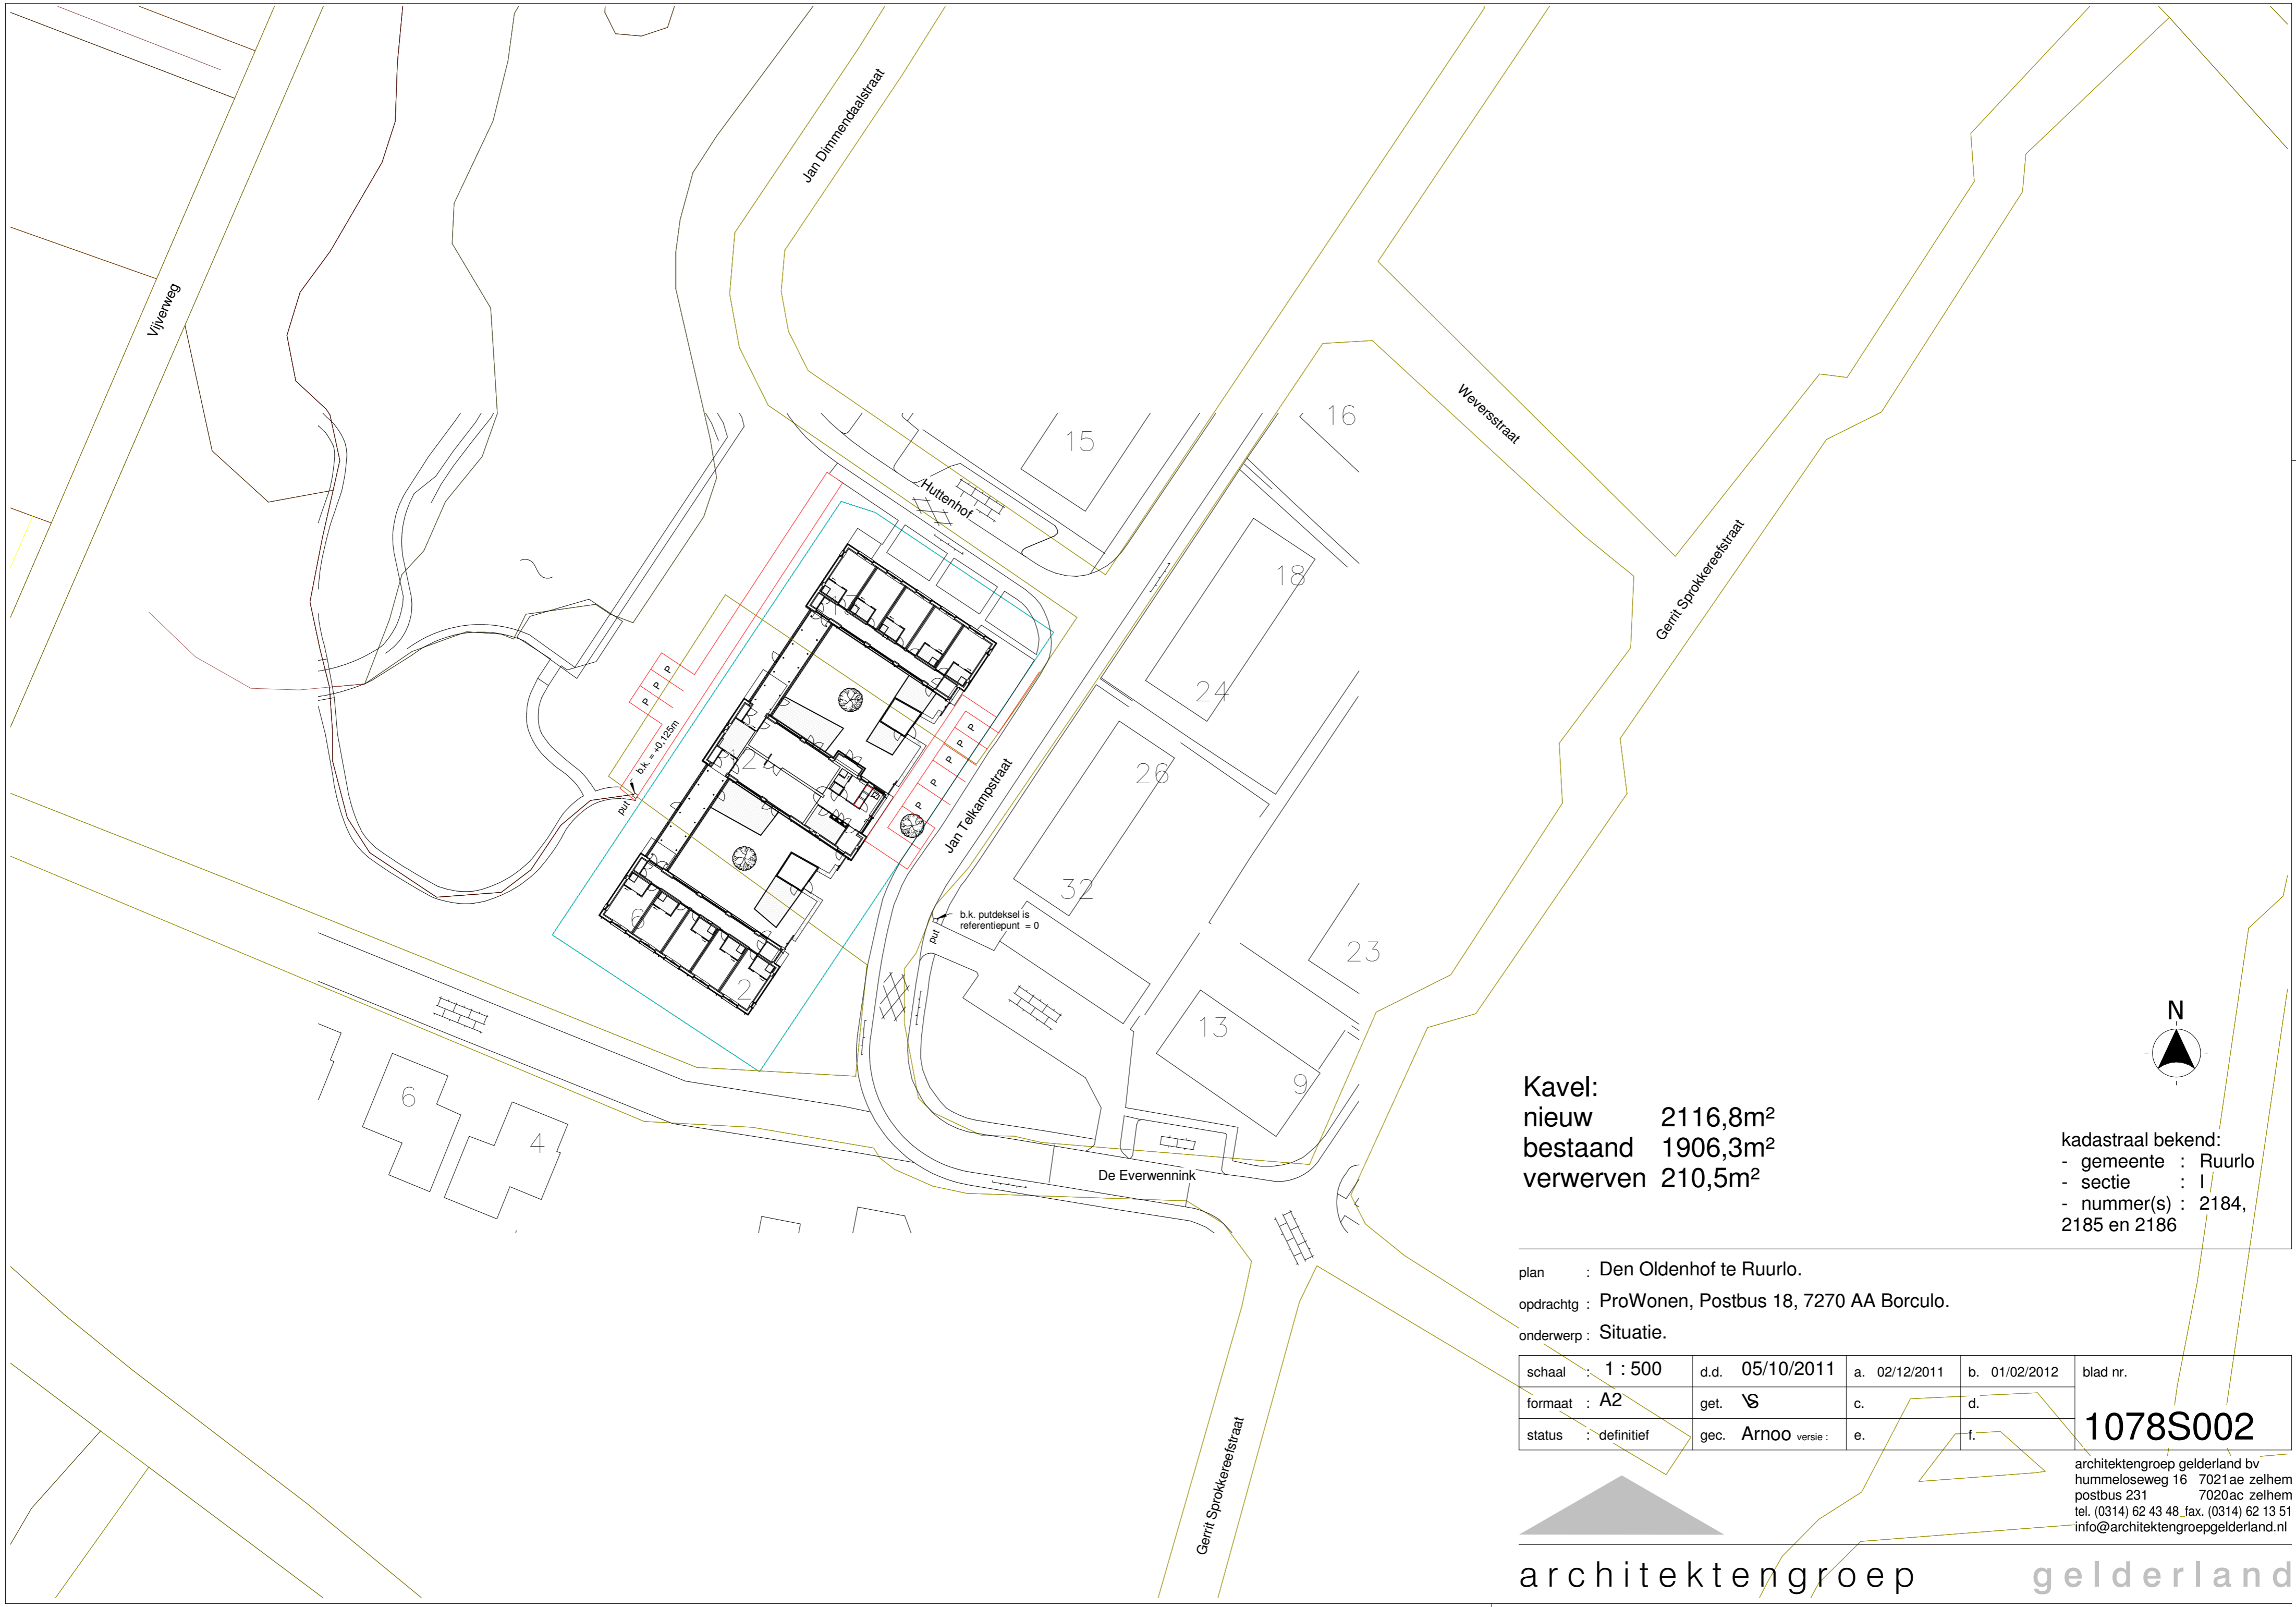 Jan Dimmendaalstraat
Vijverweg
Huttenhof
15
16
Weversstraat
18
Gerrit Sprokkereefstraat
24
P
P
P
b.k. = +0,125m
put
12
P
P
P
P
P
Jan Telkampstraat
26
32
b.k. putdeksel is
referentiepunt = 0
put
6
2
23
13
9
6
4
De Everwennink
Gerrit Sprokkereefstraat
N
Kavel:
nieuw 2116,8m²
bestaand 1906,3m²
verwerven 210,5m²
kadastraal bekend:
- gemeente : Ruurlo
- sectie : I
- nummer(s) : 2184,
2185 en 2186
plan : Den Oldenhof te Ruurlo.
opdrachtg : ProWonen, Postbus 18, 7270 AA Borculo.
onderwerp : Situatie.
schaal : 1 : 500 d.d. 05/10/2011 a. 02/12/2011 b. 01/02/2012 blad nr.
formaat : A2 get. c. d.
1078S002
status : definitief gec. Arnoo versie : e. f.
architektengroep gelderland bv
hummeloseweg 16 7021 ae zelhem
postbus 231 7020 ac zelhem
tel. (0314) 62 43 48 fax. (0314) 62 13 51
info@architektengroepgelderland.nl
architektengroep gelderland